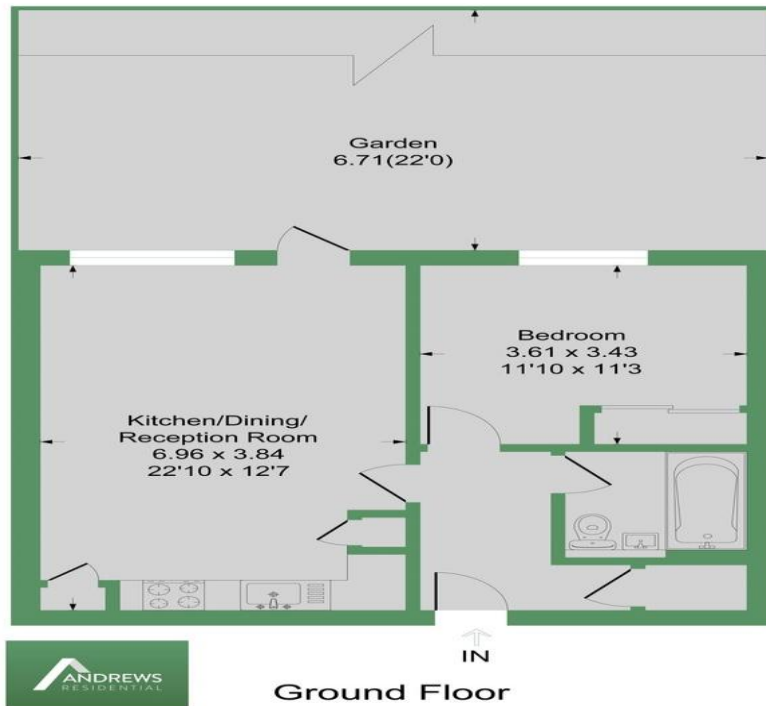 Garden
6.71(22'0)
Bedroom
3.61 x 3.43
11'10 x 11'3
Kitchen/Dining/
Reception Room
6.96 x 3.84
22'10 x 12'7
IN
ANDREWS
RESIDENTIAL
Ground Floor